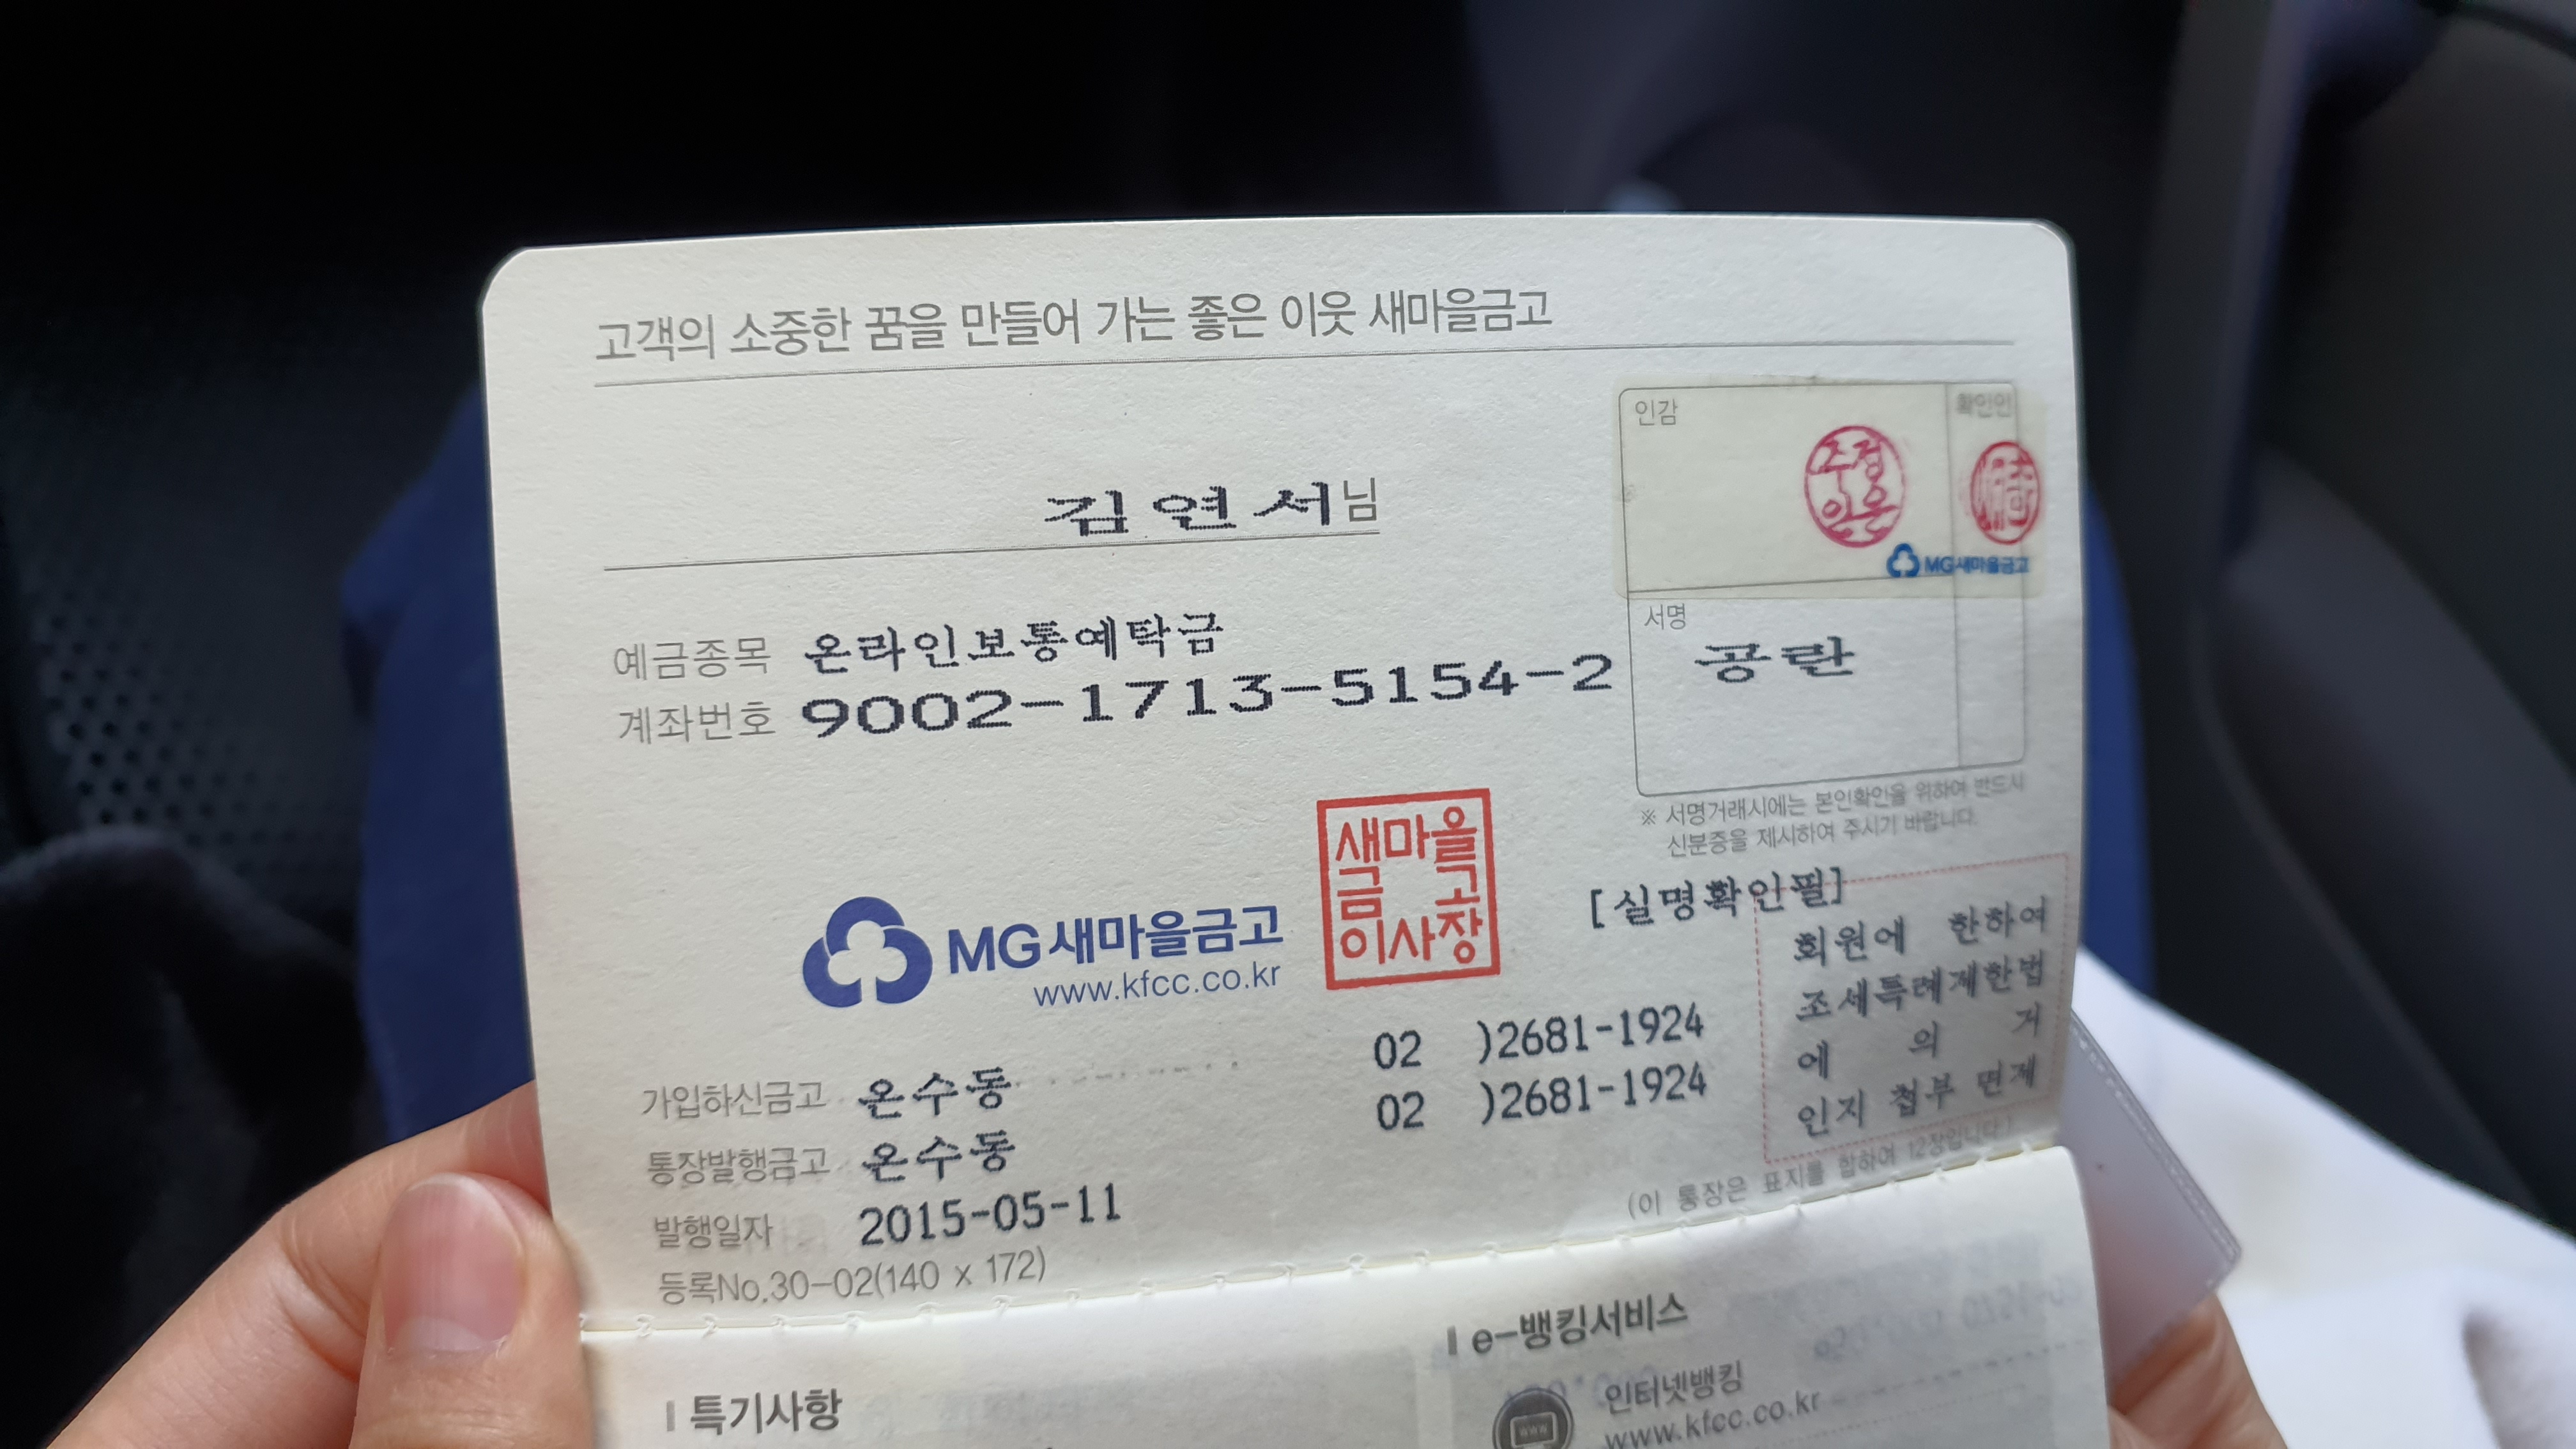 고객의 소중한 꿈을 만들어 가는 좋은 이웃 새마을금고
김연서님
인감
확인인
MG새마을금고
서명
공란
예금종목 온라인보통예탁금
계좌번호 9002-1713-5154-2
※ 서명거래시에는 본인확인을 위하여 반드시
신분증을 제시하여 주시기 바랍니다.
새마을
금고
이사장
MG새마을금고
www.kfcc.co.kr
[실명확인필]
회원에 한하여
조세특례제한법
에 의 거
인지 첩부 면제
가입하신금고 온수동 02 )2681-1924
통장발행금고 온수동 02 )2681-1924
발행일자 2015-05-11
(이 통장은 표지를 합하여 12장입니다.)
등록No.30-02(140 x 172)
특기사항
e-뱅킹서비스
인터넷뱅킹
www.kfcc.co.kr